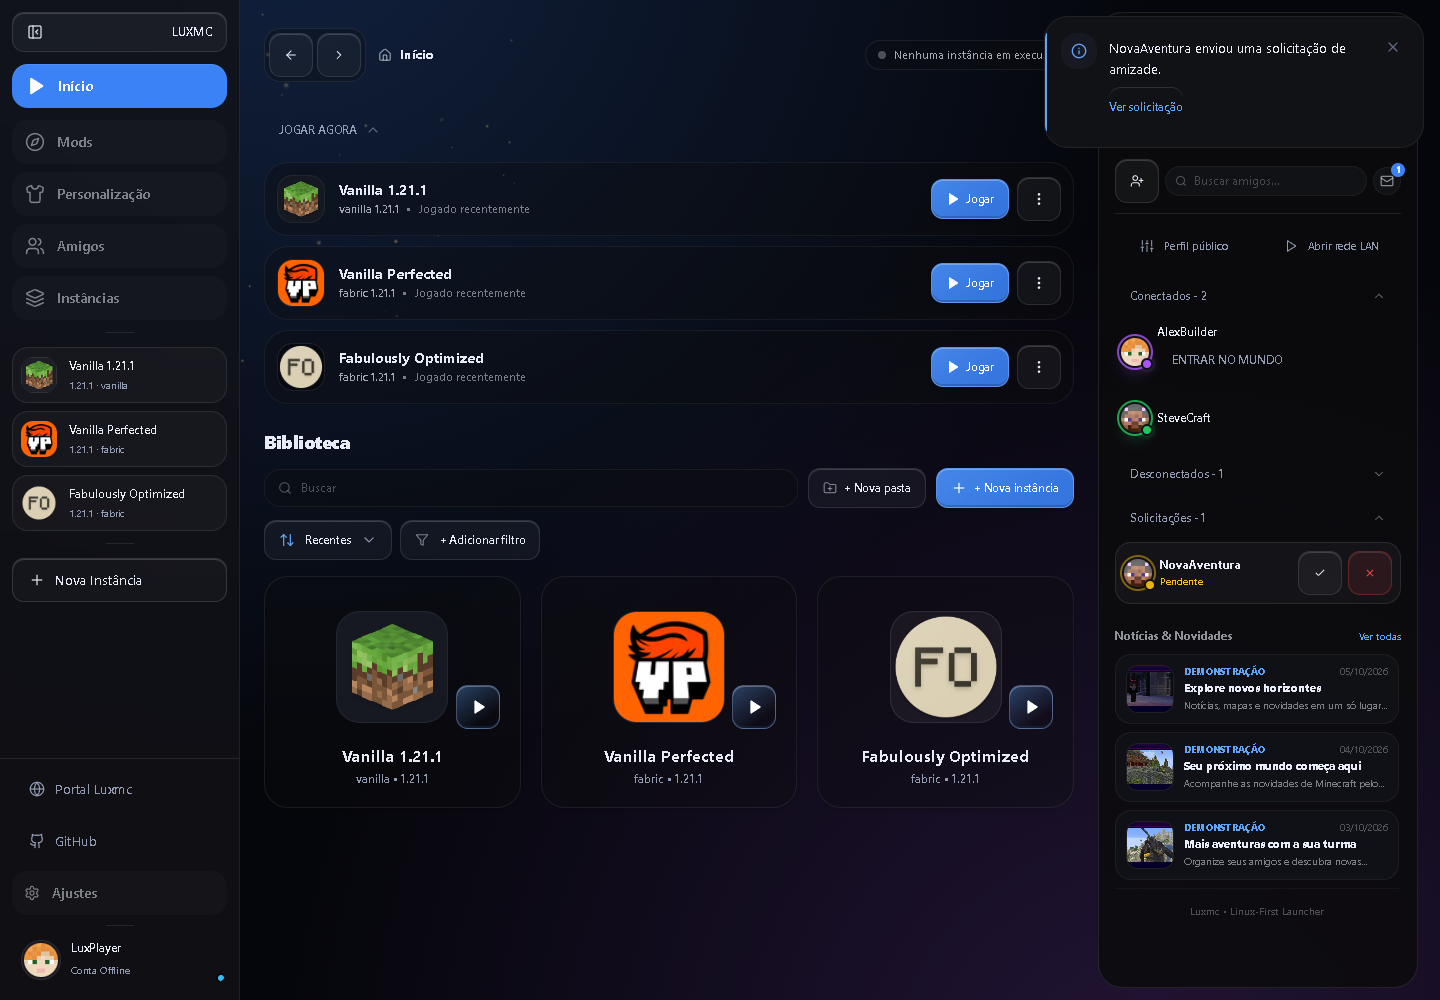 LUXMC
Início
Mods
Personalização
Amigos
Instâncias
Vanilla 1.21.1
1.21.1 · vanilla
Vanilla Perfected
1.21.1 · fabric
FO
Fabulously Optimized
1.21.1 · fabric
Nova Instância
Portal Luxmc
GitHub
Ajustes
LuxPlayer
Conta Offline
Início
Nenhuma instância em execu
JOGAR AGORA
Vanilla 1.21.1
vanilla 1.21.1 • Jogado recentemente
Jogar
VP
Vanilla Perfected
fabric 1.21.1 • Jogado recentemente
Jogar
FO
Fabulously Optimized
fabric 1.21.1 • Jogado recentemente
Jogar
Biblioteca
Buscar
+ Nova pasta
+ Nova instância
Recentes
+ Adicionar filtro
Vanilla 1.21.1
vanilla • 1.21.1
VP
Vanilla Perfected
fabric • 1.21.1
FO
Fabulously Optimized
fabric • 1.21.1
NovaAventura enviou uma solicitação de
amizade.
Ver solicitação
Buscar amigos...
1
Perfil público
Abrir rede LAN
Conectados - 2
AlexBuilder
ENTRAR NO MUNDO
SteveCraft
Desconectados - 1
Solicitações - 1
NovaAventura
Pendente
Notícias & Novidades
Ver todas
DEMONSTRAÇÃO 05/10/2026
Explore novos horizontes
Notícias, mapas e novidades em um só lugar...
DEMONSTRAÇÃO 04/10/2026
Seu próximo mundo começa aqui
Acompanhe as novidades de Minecraft pelo...
DEMONSTRAÇÃO 03/10/2026
Mais aventuras com a sua turma
Organize seus amigos e descubra novas...
Luxmc • Linux-First Launcher